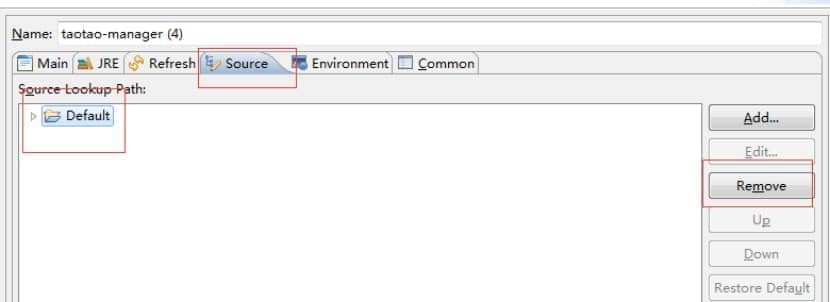 Name: taotao-manager (4)
Main JRE Refresh Source Environment Common
Source Lookup Path:
Default
Add...
Edit...
Remove
Up
Down
Restore Default